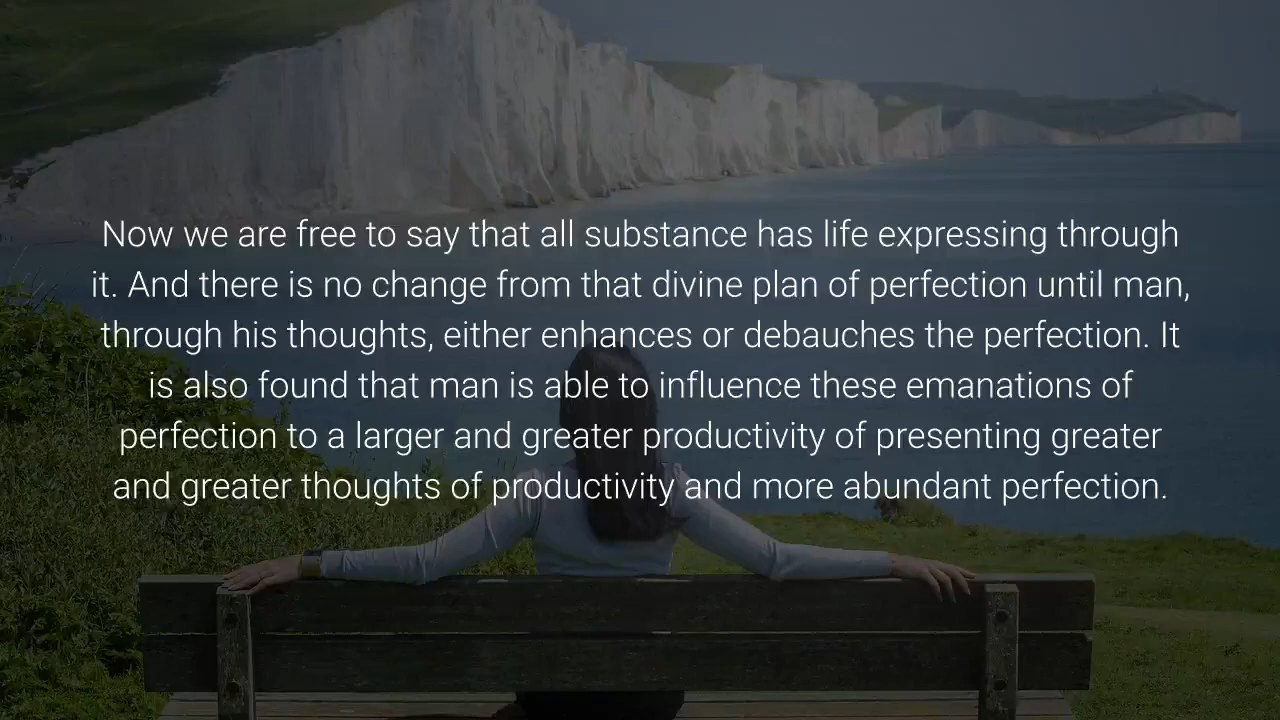 Now we are free to say that all substance has life expressing through
it. And there is no change from that divine plan of perfection until man,
through his thoughts, either enhances or debauches the perfection. It
is also found that man is able to influence these emanations of
perfection to a larger and greater productivity of presenting greater
and greater thoughts of productivity and more abundant perfection.